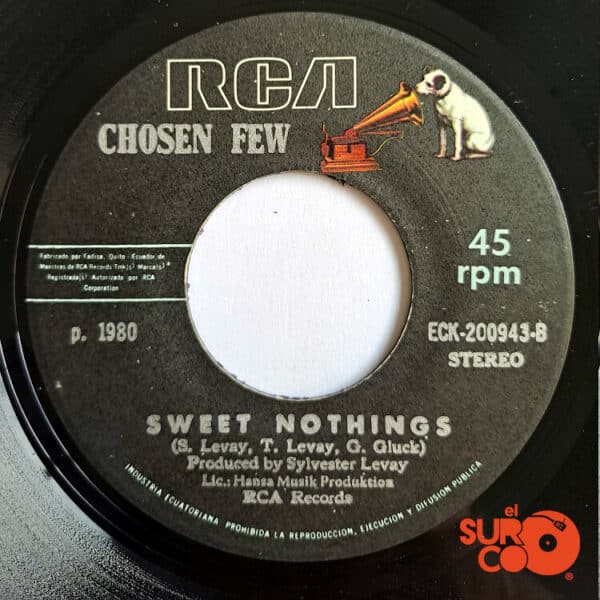 RCA
CHOSEN FEW
45
rpm
Fabricado por Fadisa, Quito - Ecuador de
Maestros de RCA Records Tmk(s) Marca(s)*
Registrada(s) Autorizado por RCA
Corporation
p. 1980
ECK-200943-B
STEREO
SWEET NOTHINGS
(S. Levay, T. Levay, G. Gluck)
Produced by Sylvester Levay
Lic.: Hansa Musik Produktion
RCA Records
INDUSTRIA ECUATORIANA PROHIBIDA LA REPRODUCCION, EJECUCION Y DIFUSION PUBLICA
el
SURCO
®